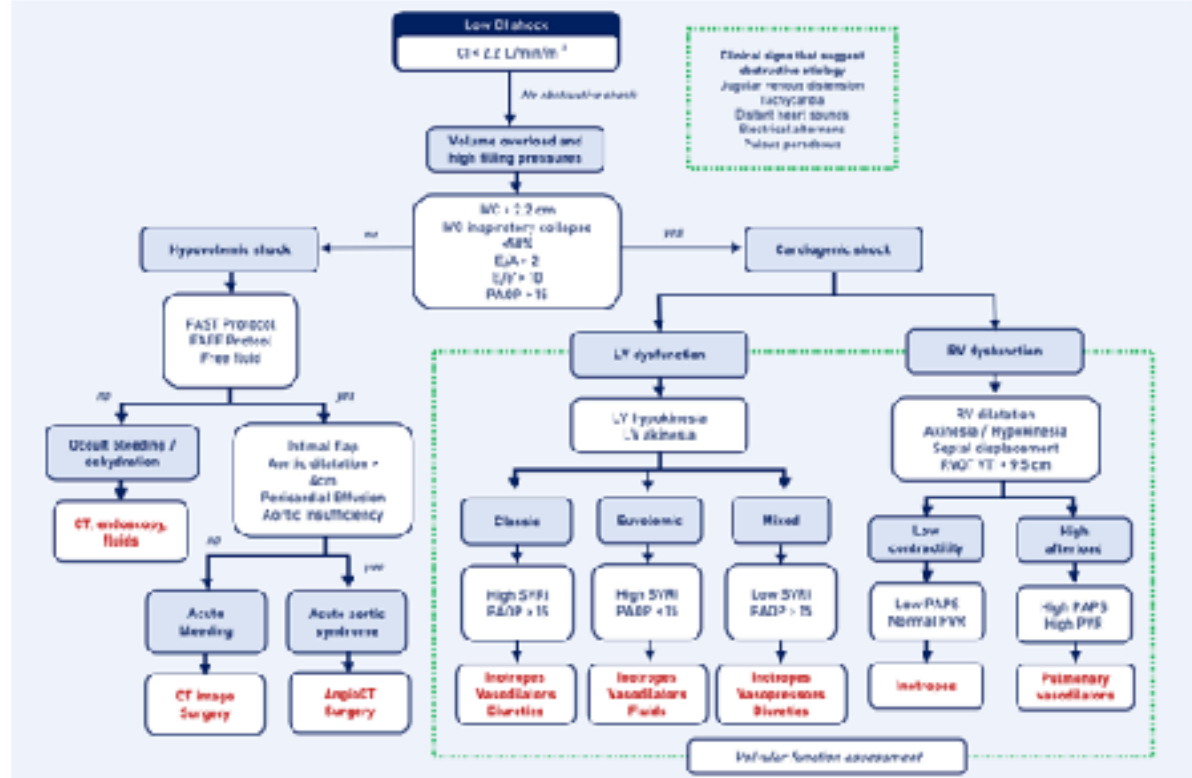 Low CI shock
CI < 2.2 L/min/m²
No obstructive shock
Clinical signs that suggest
obstructive etiology
Jugular venous distension
Tachycardia
Distant heart sounds
Electrical alternans
Pulsus paradoxus
Volume overload and
high filling pressures
IVC > 2.2 cm
IVC inspiratory collapse
<50%
E/A > 2
PAOP > 15
no
yes
Hypovolemic shock
Cardiogenic shock
FAST Protocol
Free fluid
no
yes
LV dysfunction
RV dysfunction
Occult bleeding /
dehydration
CT, endoscopy,
fluids
Intimal flap
Aortic dilatation >
4cm
Pericardial Effusion
Aortic insufficiency
no
yes
LV hypokinesia
LV akinesia
RV dilatation
Akinesia / Hypokinesia
Septal displacement
Classic
Euvolemic
Mixed
Low
contractility
High
afterload
Acute
bleeding
Acute aortic
syndrome
High SVRI
PAOP > 15
High SVRI
PAOP < 15
Low SVRI
PAOP > 15
Low PAPS
Normal PVR
High PAPS
High PVR
CT image
Surgery
AngioCT
Surgery
Inotropes
Vasodilators
Diuretics
Inotropes
Vasodilators
Fluids
Inotropes
Vasopressors
Diuretics
Inotropes
Pulmonary
vasodilators
Valvular function assessment